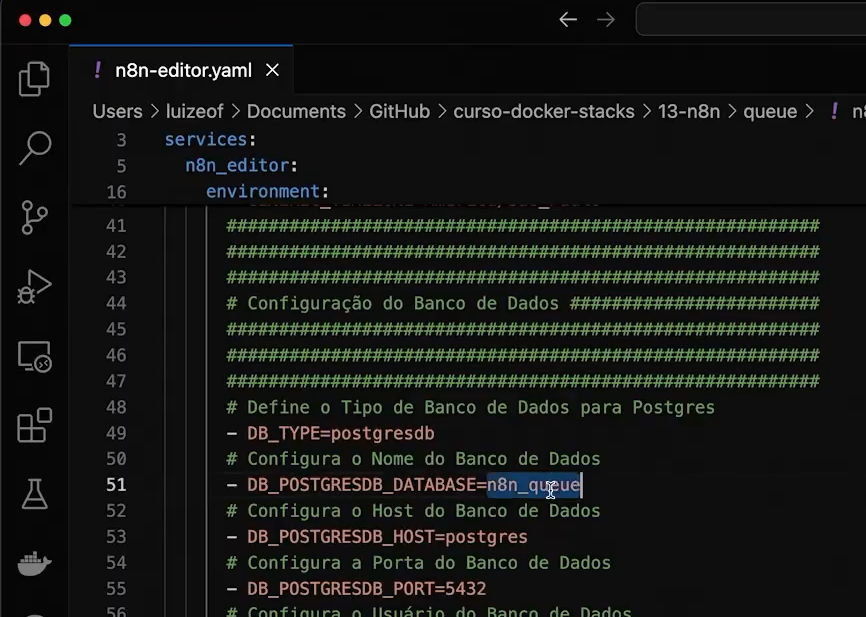 ! n8n-editor.yaml ×
Users > luizeof > Documents > GitHub > curso-docker-stacks > 13-n8n > queue > ! n8
3 services:
5 n8n_editor:
16 environment:
41 #########################################################
42 #########################################################
43 #########################################################
44 # Configuração do Banco de Dados ########################
45 #########################################################
46 #########################################################
47 #########################################################
48 # Define o Tipo de Banco de Dados para Postgres
49 - DB_TYPE=postgresdb
50 # Configura o Nome do Banco de Dados
51 - DB_POSTGRESDB_DATABASE=n8n_queue
52 # Configura o Host do Banco de Dados
53 - DB_POSTGRESDB_HOST=postgres
54 # Configura a Porta do Banco de Dados
55 - DB_POSTGRESDB_PORT=5432
56 # Configura o Usuário do Banco de Dados